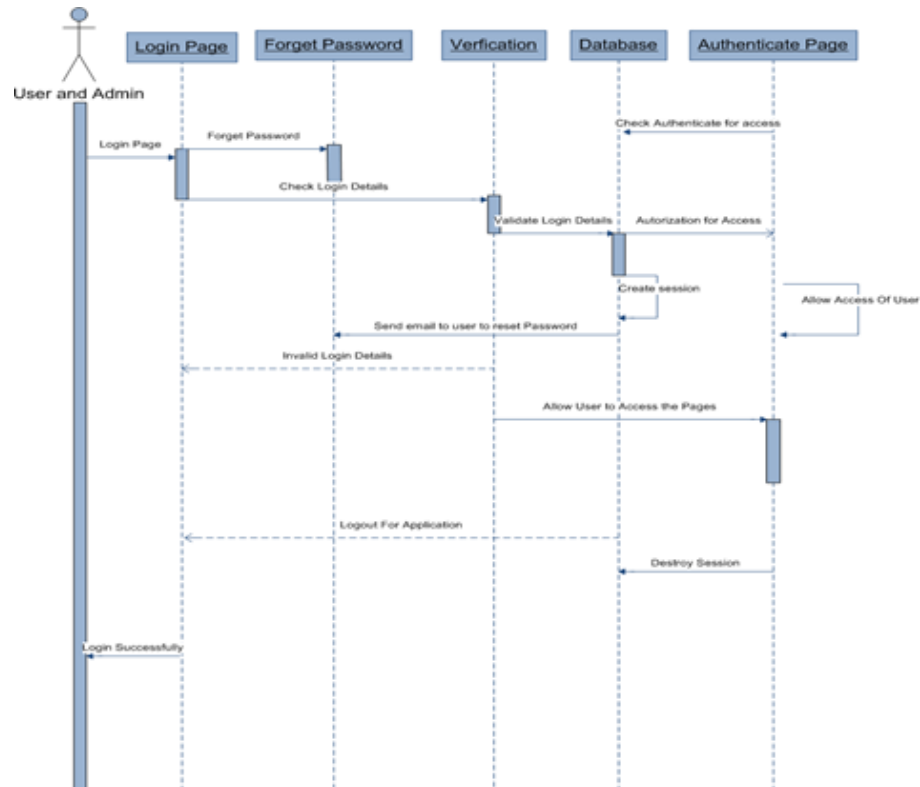 Login Page
Forget Password
Verfication
Database
Authenticate Page
User and Admin
Check Authenticate for access
Forget Password
Login Page
Check Login Details
Validate Login Details
Autorization for Access
Create session
Allow Access Of User
Send email to user to reset Password
Invalid Login Details
Allow User to Access the Pages
Logout For Application
Destroy Session
Login Successfully